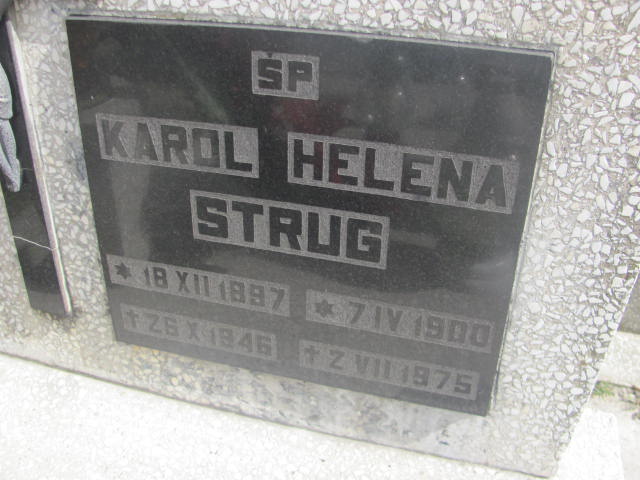 ŚP
KAROL HELENA
STRUG
* 18 XII 1897 * 7 IV 1900
† 26 X 1946 † 2 VII 1975